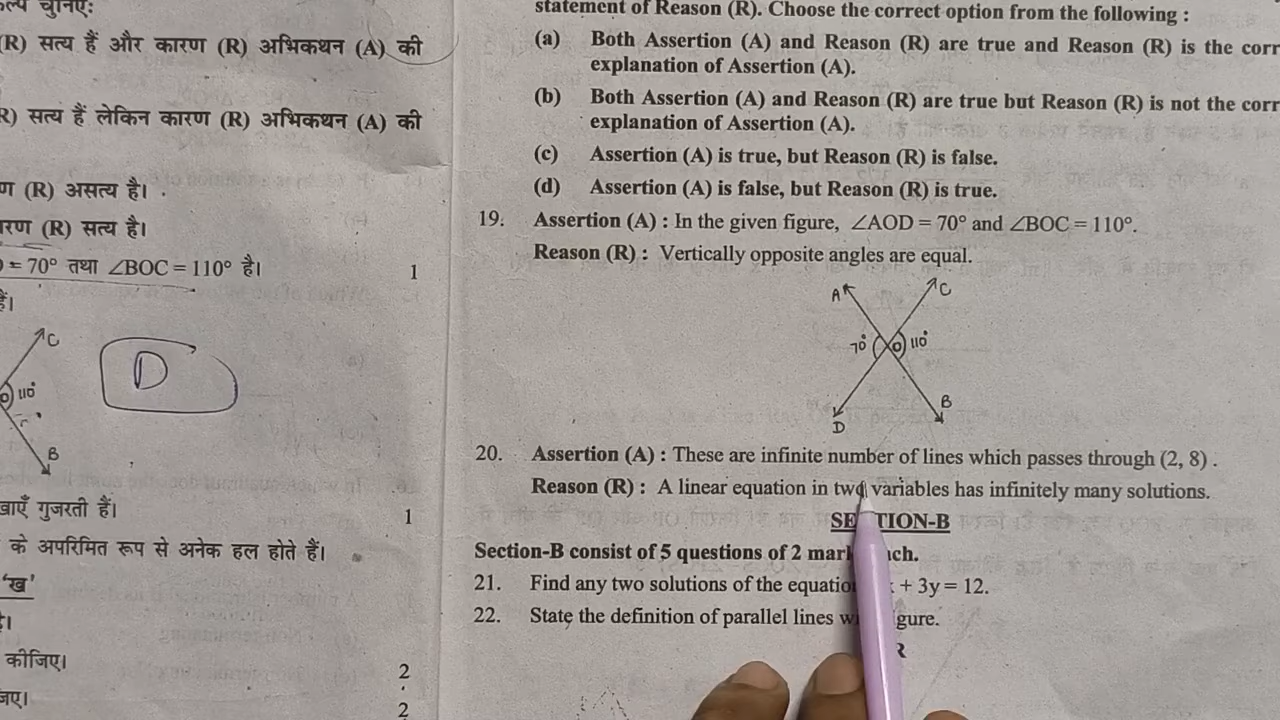 ल्प चुनिए:
(R) सत्य हैं और कारण (R) अभिकथन (A) की
R) सत्य हैं लेकिन कारण (R) अभिकथन (A) की
ण (R) असत्य है।
रण (R) सत्य है।
= 70° तथा ∠BOC = 110° है।
1
हैं।
C
110°
O
B
D
खाएँ गुजरती हैं।
1
के अपरिमित रूप से अनेक हल होते हैं।
'ख'
है।
कीजिए।
2
जिए।
2
statement of Reason (R). Choose the correct option from the following :
(a) Both Assertion (A) and Reason (R) are true and Reason (R) is the corr
explanation of Assertion (A).
(b) Both Assertion (A) and Reason (R) are true but Reason (R) is not the corr
explanation of Assertion (A).
(c) Assertion (A) is true, but Reason (R) is false.
(d) Assertion (A) is false, but Reason (R) is true.
19. Assertion (A) : In the given figure, ∠AOD = 70° and ∠BOC = 110°.
Reason (R) : Vertically opposite angles are equal.
A C
70° O 110°
D B
20. Assertion (A) : These are infinite number of lines which passes through (2, 8) .
Reason (R) : A linear equation in two variables has infinitely many solutions.
SECTION-B
Section-B consist of 5 questions of 2 mark ch.
21. Find any two solutions of the equatio + 3y = 12.
22. State the definition of parallel lines w gure.
R